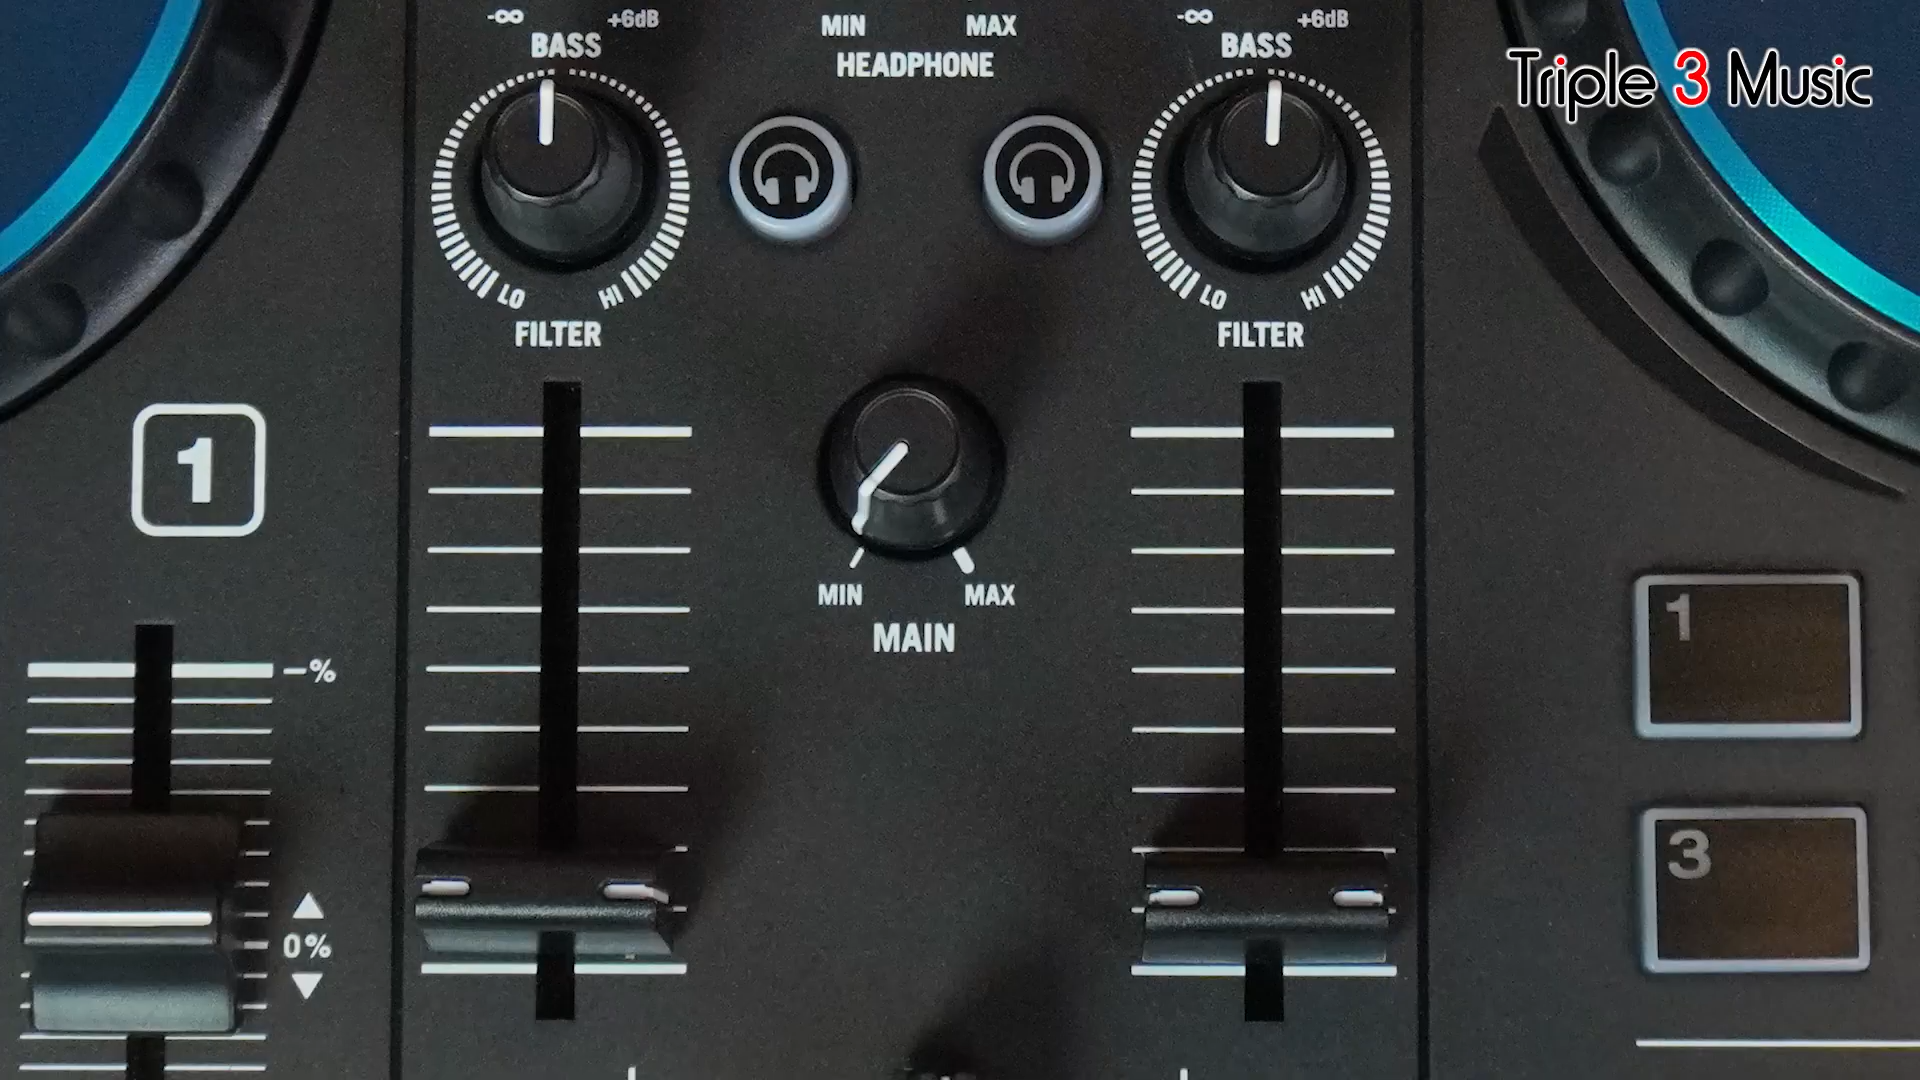 -∞ +6dB
BASS
MIN MAX
HEADPHONE
-∞ +6dB
BASS
Triple 3 Music
LO HI
FILTER
LO HI
FILTER
1
MIN MAX
MAIN
–%
0%
1
3